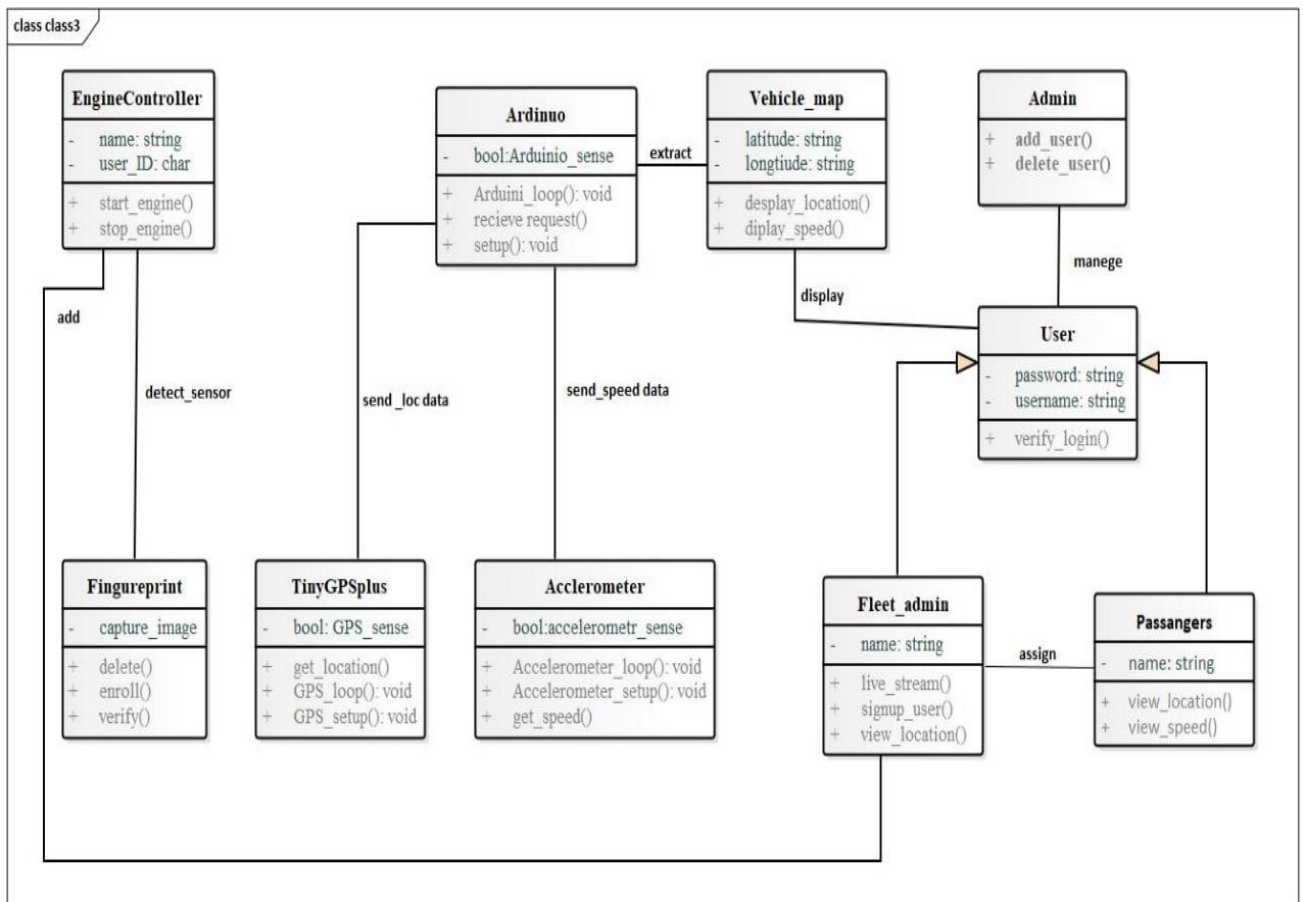 class class3
EngineController
- name: string
- user_ID: char
+ start_engine()
+ stop_engine()
Ardinuo
- bool:Arduinio_sense
+ Arduini_loop(): void
+ recieve request()
+ setup(): void
extract
Vehicle_map
- latitude: string
- longtiude: string
+ desplay_location()
+ diplay_speed()
Admin
+ add_user()
+ delete_user()
manege
add
display
User
- password: string
- username: string
+ verify_login()
detect_sensor
send _loc data
send_speed data
Fingureprint
- capture_image
+ delete()
+ enroll()
+ verify()
TinyGPSplus
- bool: GPS_sense
+ get_location()
+ GPS_loop(): void
+ GPS_setup(): void
Acclerometer
- bool:accelerometr_sense
+ Accelerometer_loop(): void
+ Accelerometer_setup(): void
+ get_speed()
Fleet_admin
- name: string
+ live_stream()
+ signup_user()
+ view_location()
assign
Passangers
- name: string
+ view_location()
+ view_speed()